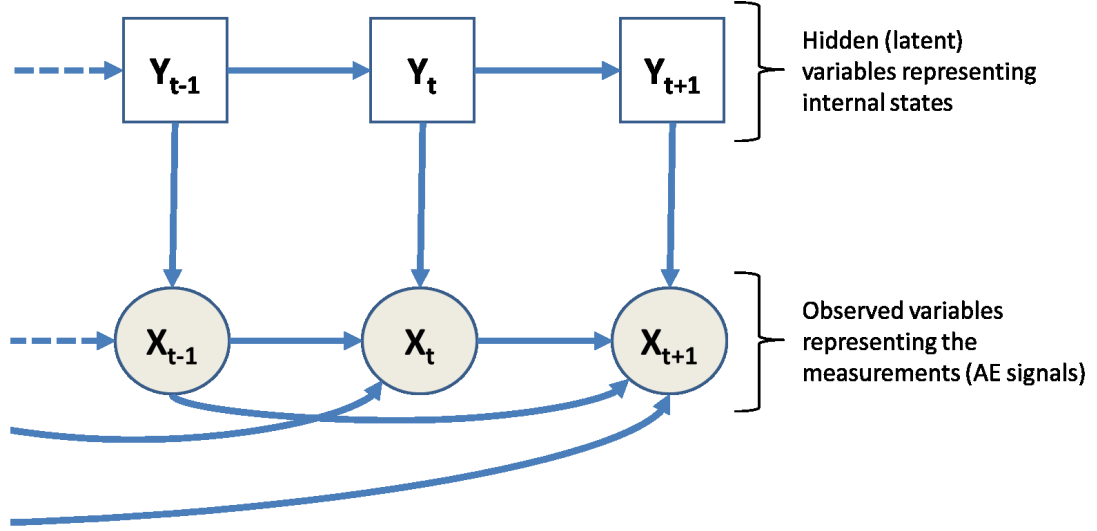 Y_{t-1}
Y_t
Y_{t+1}
Hidden (latent)
variables representing
internal states
X_{t-1}
X_t
X_{t+1}
Observed variables
representing the
measurements (AE signals)